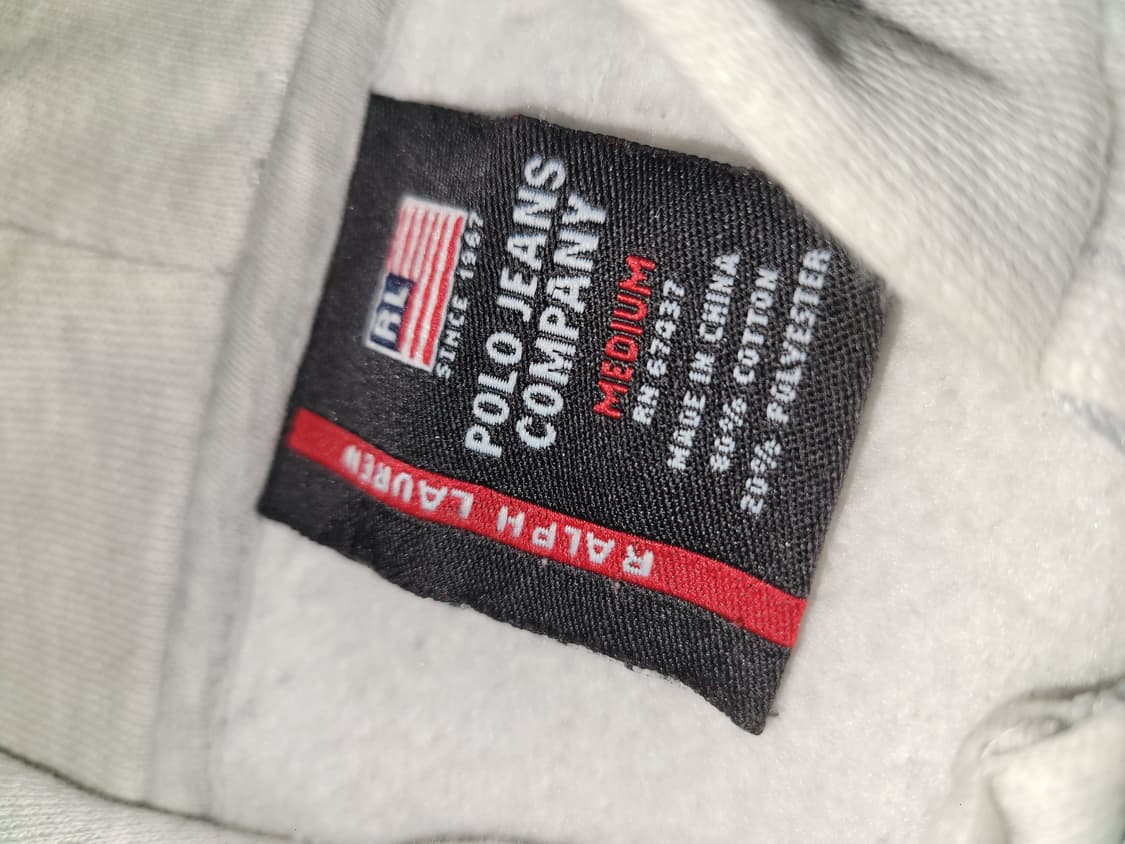 RL
SINCE 1967
POLO JEANS
COMPANY
MEDIUM
RN 67437
MADE IN CHINA
80% COTTON
20% POLYESTER
RALPH LAUREN